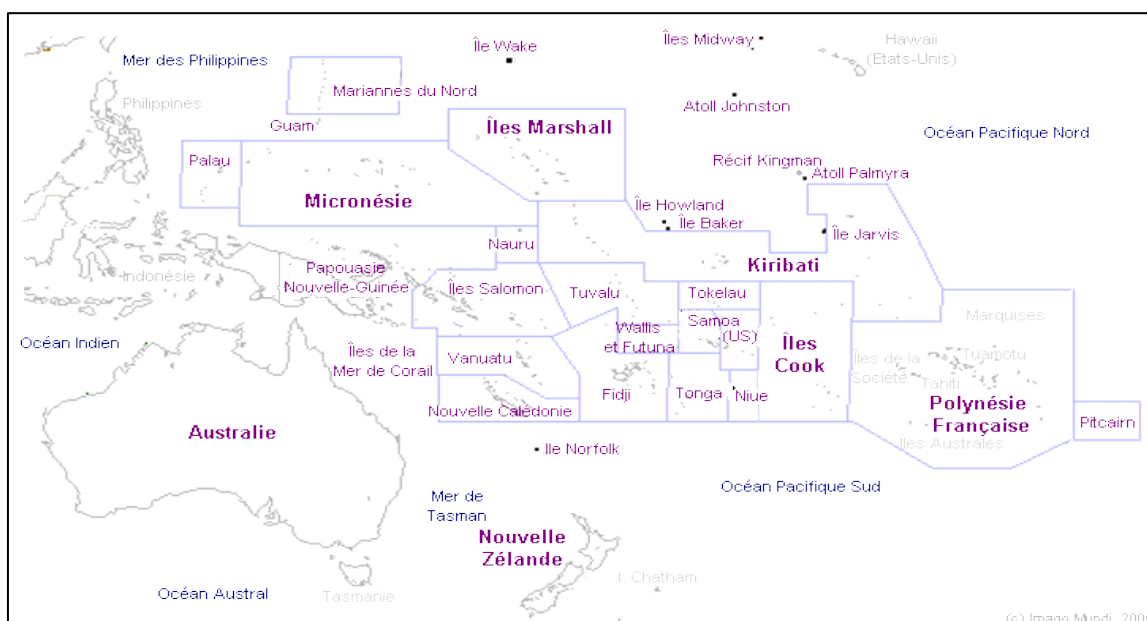 Île Wake
Îles Midway
Hawaii
(Etats-Unis)
Mer des Philippines
Mariannes du Nord
Philippines
Atoll Johnston
Guam
Îles Marshall
Océan Pacifique Nord
Palau
Récif Kingman
Atoll Palmyra
Micronésie
Île Howland
Île Baker
Île Jarvis
Nauru
Kiribati
Indonésie
Papouasie
Nouvelle-Guinée
Îles Salomon
Tuvalu
Tokelau
Marquises
Samoa
(US)
Wallis
et Futuna
Îles
Cook
Océan Indien
Îles de la
Mer de Corail
Vanuatu
Îles de la
Société
Tuamotu
Tahiti
Fidji
Tonga
Niue
Nouvelle Calédonie
Polynésie
Française
Pitcairn
Australie
Îles Australes
Ile Norfolk
Océan Pacifique Sud
Mer de
Tasman
Nouvelle
Zélande
I. Chatham
Océan Austral
Tasmanie
(c) Imago Mundi, 200